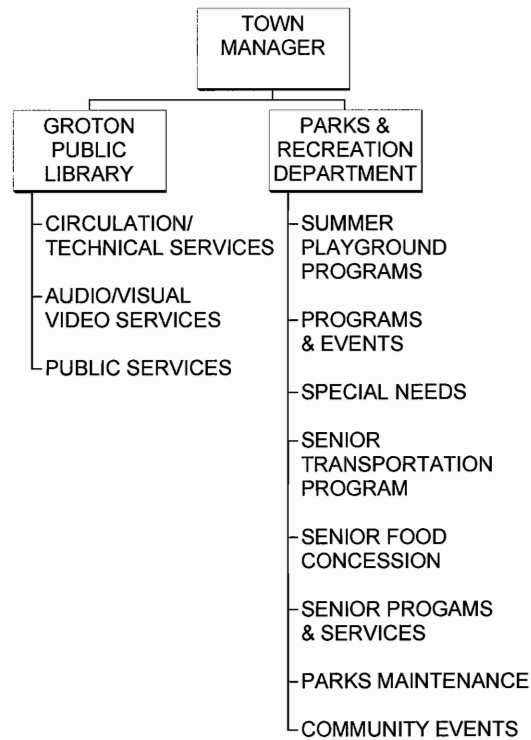 TOWN
MANAGER
GROTON
PUBLIC
LIBRARY
CIRCULATION/
TECHNICAL SERVICES
AUDIO/VISUAL
VIDEO SERVICES
PUBLIC SERVICES
PARKS &
RECREATION
DEPARTMENT
SUMMER
PLAYGROUND
PROGRAMS
PROGRAMS
& EVENTS
SPECIAL NEEDS
SENIOR
TRANSPORTATION
PROGRAM
SENIOR FOOD
CONCESSION
SENIOR PROGAMS
& SERVICES
PARKS MAINTENANCE
COMMUNITY EVENTS